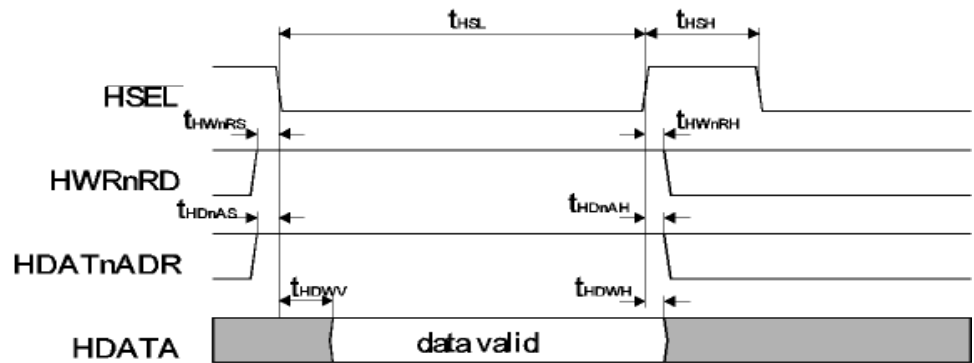 tHSL tHSH
HSEL
tHWnRS tHWnRH
HWRnRD
tHDnAS tHDnAH
HDATnADR
tHDWV tHDWH
HDATA data valid